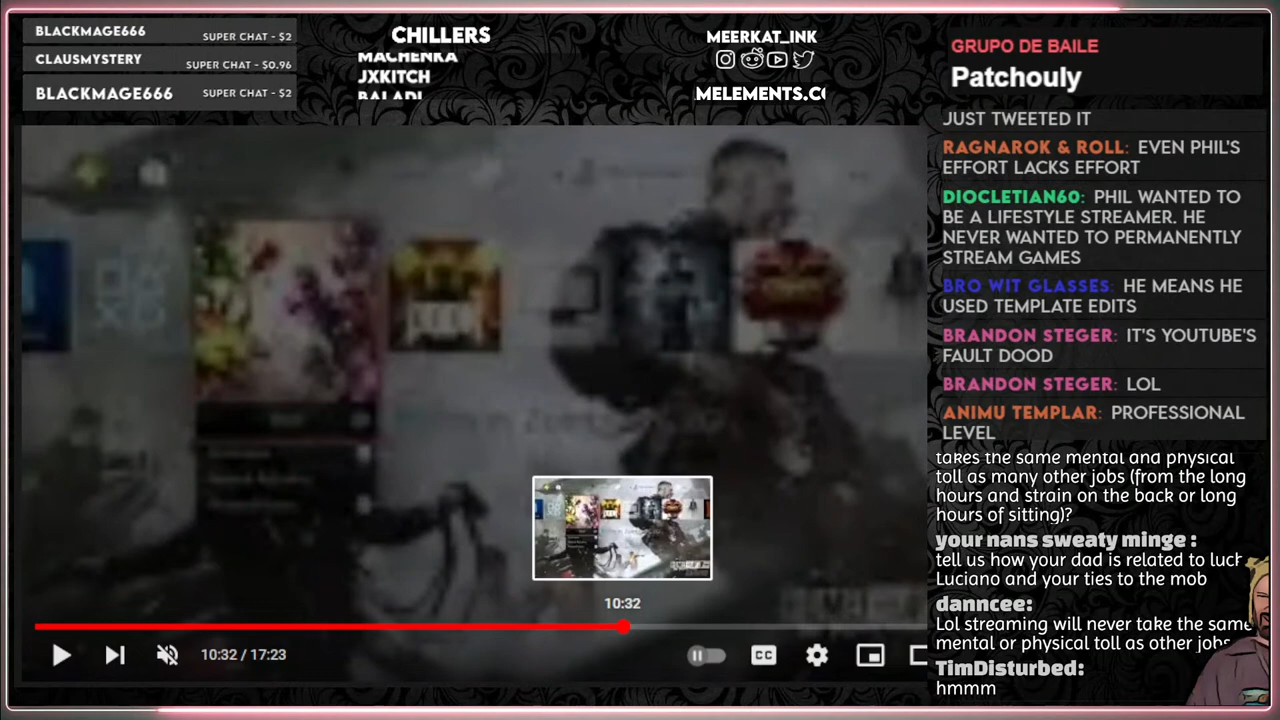 BLACKMAGE666 SUPER CHAT - $2
CLAUSMYSTERY SUPER CHAT - $0.96
BLACKMAGE666 SUPER CHAT - $2
CHILLERS
MACHENKA
JXKITCH
BALADI
MEERKAT_INK
MELEMENTS.CO
GRUPO DE BAILE
Patchouly
JUST TWEETED IT
RAGNAROK & ROLL: EVEN PHIL'S
EFFORT LACKS EFFORT
DIOCLETIAN60: PHIL WANTED TO
BE A LIFESTYLE STREAMER. HE
NEVER WANTED TO PERMANENTLY
STREAM GAMES
BRO WIT GLASSES: HE MEANS HE
USED TEMPLATE EDITS
BRANDON STEGER: IT'S YOUTUBE'S
FAULT DOOD
BRANDON STEGER: LOL
ANIMU TEMPLAR: PROFESSIONAL
LEVEL
takes the same mental and physical
toll as many other jobs (from the long
hours and strain on the back or long
hours of sitting)?
your nans sweaty minge :
tell us how your dad is related to lucr
Luciano and your ties to the mob
danncee:
Lol streaming will never take the same
mental or physical toll as other jobs
TimDisturbed:
hmmm
DOOM
10:32
10:32 / 17:23
CC